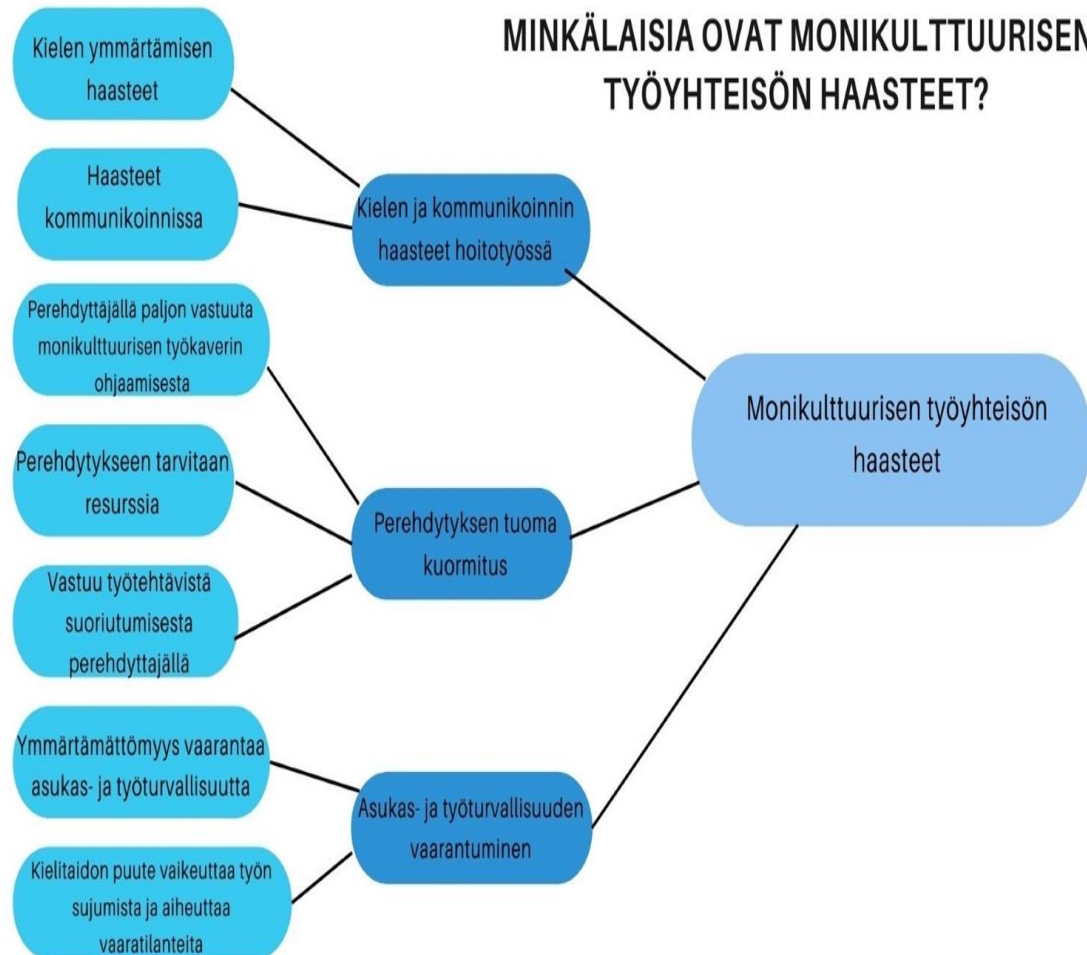 MINKÄLAISIA OVAT MONIKULTTUURISEN
TYÖYHTEISÖN HAASTEET?
Kielen ymmärtämisen
haasteet
Haasteet
kommunikoinnissa
Kielen ja kommunikoinnin
haasteet hoitotyössä
Perehdyttäjällä paljon vastuuta
monikulttuurisen työkaverin
ohjaamisesta
Perehdytykseen tarvitaan
resurssia
Vastuu työtehtävistä
suoriutumisesta
perehdyttajällä
Perehdytyksen tuoma
kuormitus
Monikulttuurisen työyhteisön
haasteet
Ymmärtämättömyys vaarantaa
asukas- ja työturvallisuutta
Kielitaidon puute vaikeuttaa työn
sujumista ja aiheuttaa
vaaratilanteita
Asukas- ja työturvallisuuden
vaarantuminen